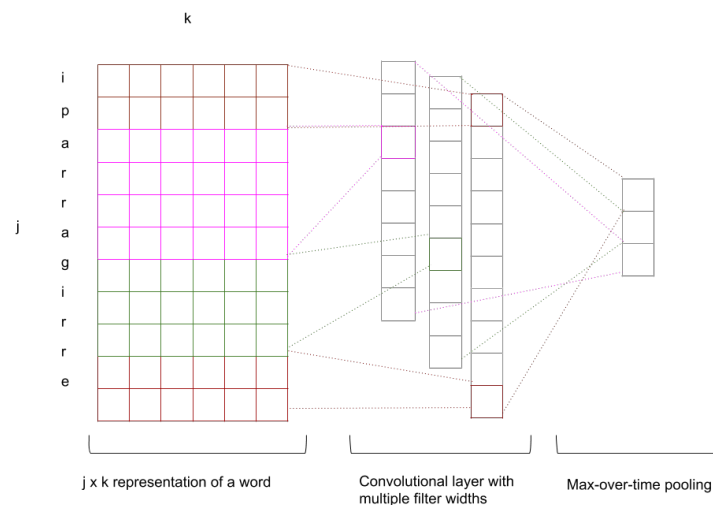 k
i
p
a
r
r
a
g
i
r
r
e
j
j x k representation of a word
Convolutional layer with
multiple filter widths
Max-over-time pooling